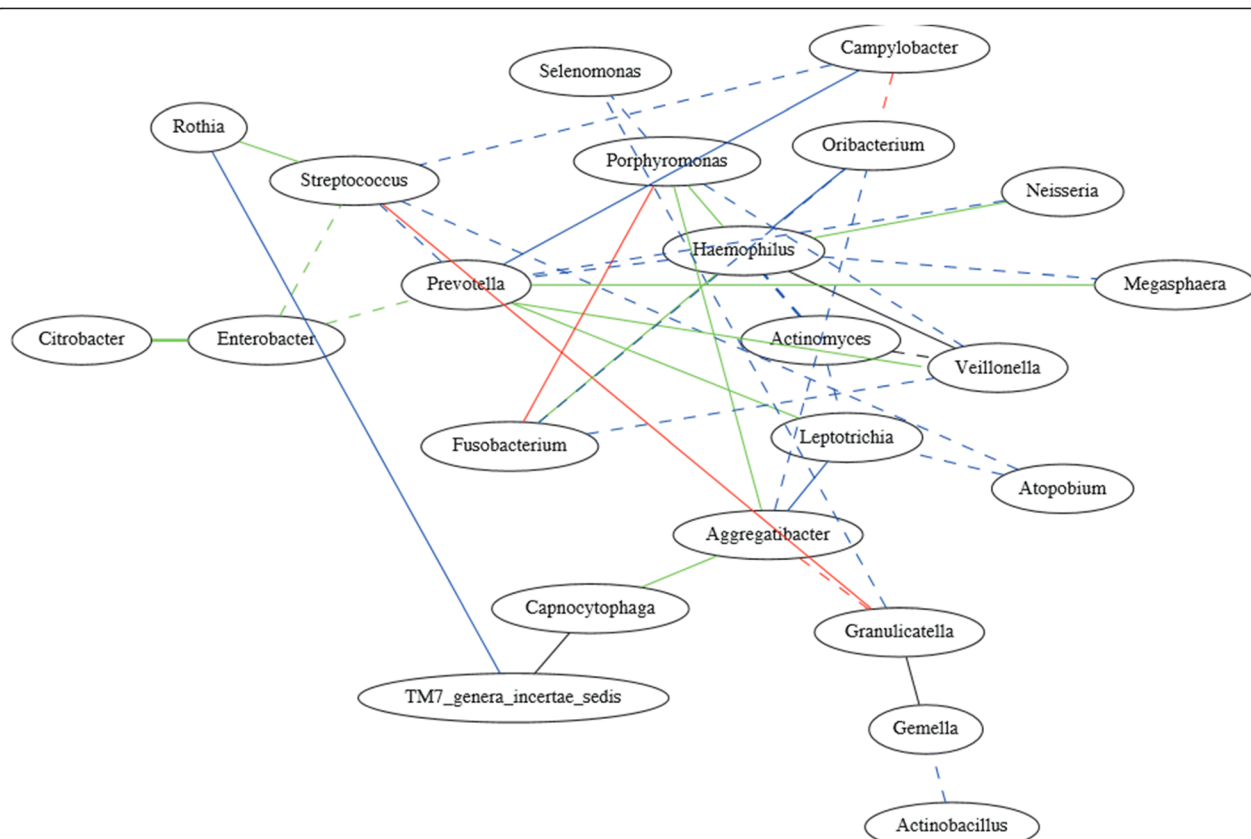 Campylobacter
Selenomonas
Rothia
Oribacterium
Porphyromonas
Streptococcus
Neisseria
Haemophilus
Prevotella
Megasphaera
Citrobacter
Enterobacter
Actinomyces
Veillonella
Leptotrichia
Fusobacterium
Atopobium
Aggregatibacter
Capnocytophaga
Granulicatella
TM7_genera_incertae_sedis
Gemella
Actinobacillus